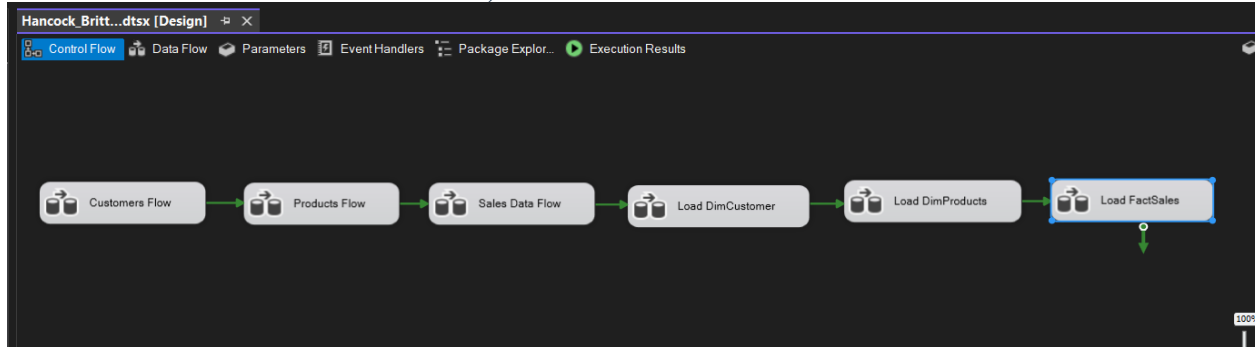 Hancock_Britt...dtsx [Design]
Control Flow Data Flow Parameters Event Handlers Package Explor... Execution Results
Customers Flow Products Flow Sales Data Flow Load DimCustomer Load DimProducts Load FactSales
100%